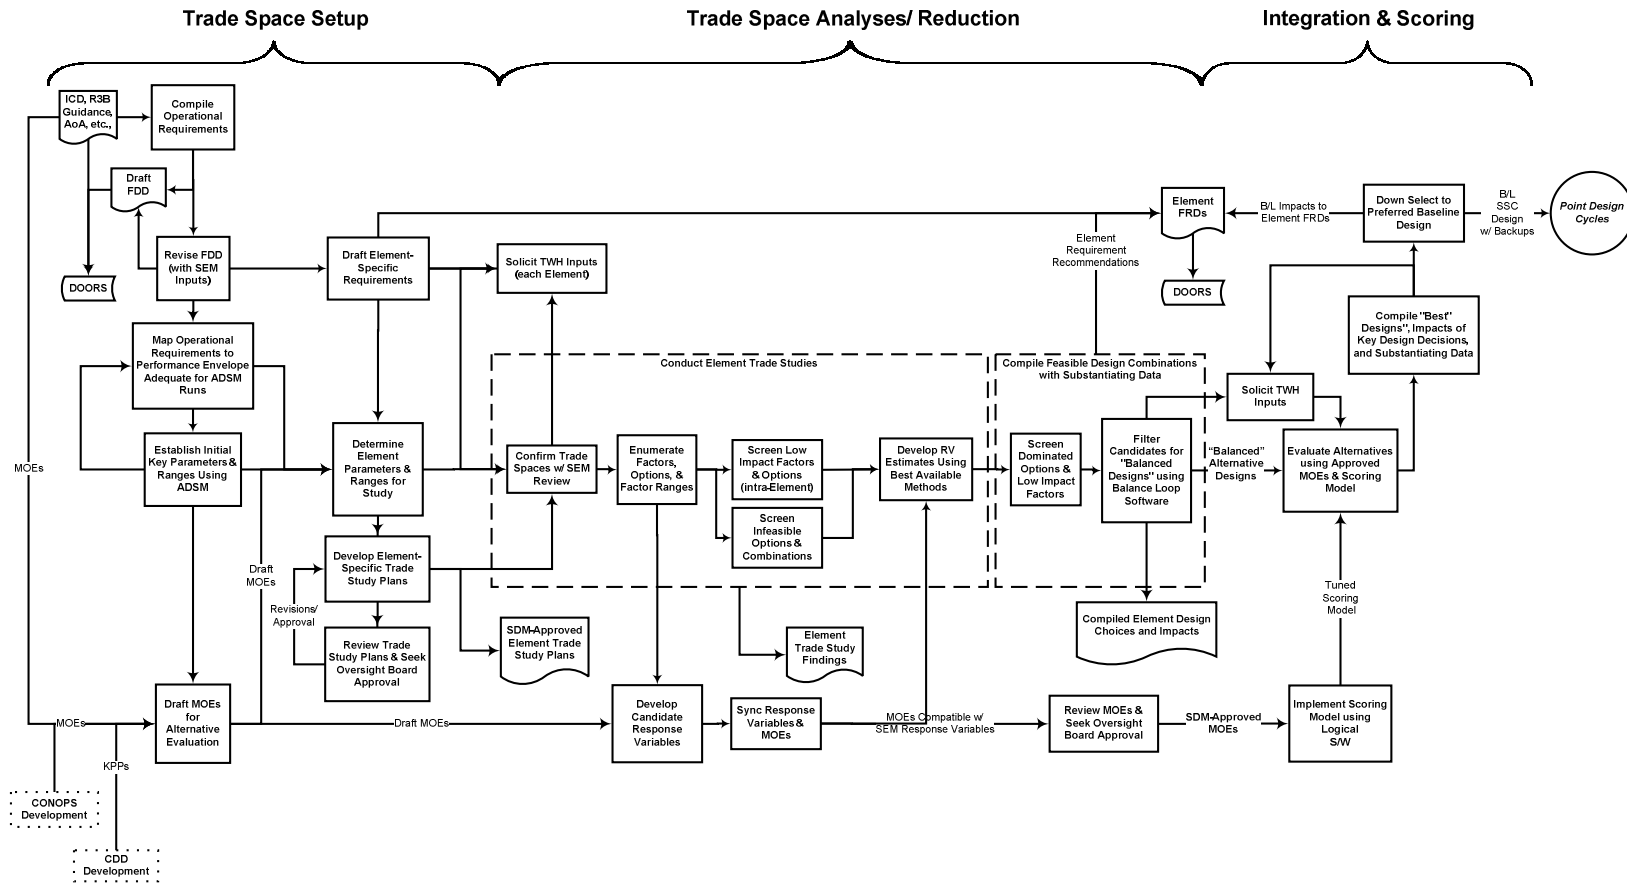 Trade Space Setup
Trade Space Analyses/ Reduction
Integration & Scoring
ICD, R3B
Guidance,
AoA, etc.,
Compile
Operational
Requirements
Draft
FDD
Revise FDD
(with SEM
Inputs)
DOORS
Draft Element-
Specific
Requirements
Solicit TWH Inputs
(each Element)
Element
FRDs
B/L Impacts to
Element FRDs
Down Select to
Preferred Baseline
Design
B/L
SSC
Design
w/ Backups
Point Design
Cycles
Element
Requirement
Recommendations
DOORS
Map Operational
Requirements to
Performance Envelope
Adequate for ADSM
Runs
Compile "Best"
Designs", Impacts of
Key Design Decisions,
and Substantiating Data
Conduct Element Trade Studies
Compile Feasible Design Combinations
with Substantiating Data
Solicit TWH
Inputs
MOEs
Establish Initial
Key Parameters &
Ranges Using
ADSM
Determine
Element
Parameters &
Ranges for
Study
Confirm Trade
Spaces w/ SEM
Review
Enumerate
Factors,
Options, &
Factor Ranges
Screen Low
Impact Factors
& Options
(intra-Element)
Develop RV
Estimates Using
Best Available
Methods
Screen
Dominated
Options &
Low Impact
Factors
Filter
Candidates for
"Balanced
Designs" using
Balance Loop
Software
"Balanced"
Alternative
Designs
Evaluate Alternatives
using Approved
MOEs & Scoring
Model
Screen
Infeasible
Options &
Combinations
Draft
MOEs
Develop Element-
Specific Trade
Study Plans
Revisions/
Approval
Review Trade
Study Plans & Seek
Oversight Board
Approval
SDM-Approved
Element Trade
Study Plans
Element
Trade Study
Findings
Compiled Element Design
Choices and Impacts
Tuned
Scoring
Model
MOEs
Draft MOEs
for
Alternative
Evaluation
Draft MOEs
Develop
Candidate
Response
Variables
Sync Response
Variables &
MOEs
MOEs Compatible w/
SEM Response Variables
Review MOEs &
Seek Oversight
Board Approval
SDM-Approved
MOEs
Implement Scoring
Model using
Logical
S/W
KPPs
CONOPS
Development
CDD
Development